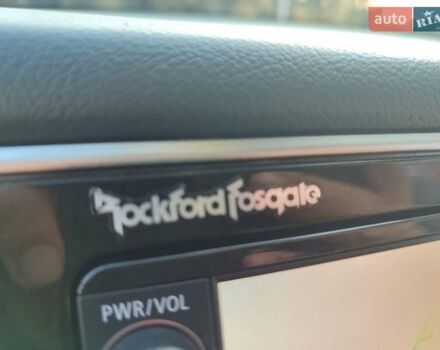 auto RIA
Rockford Fosgate
PWR/VOL